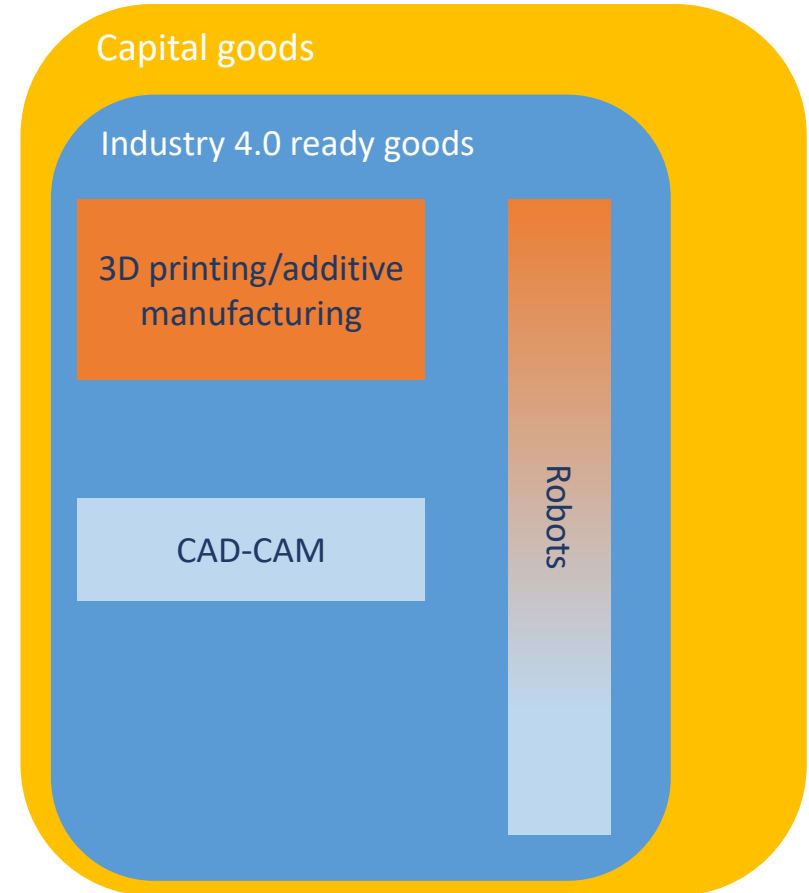 Capital goods
Industry 4.0 ready goods
3D printing/additive
manufacturing
Robots
CAD-CAM